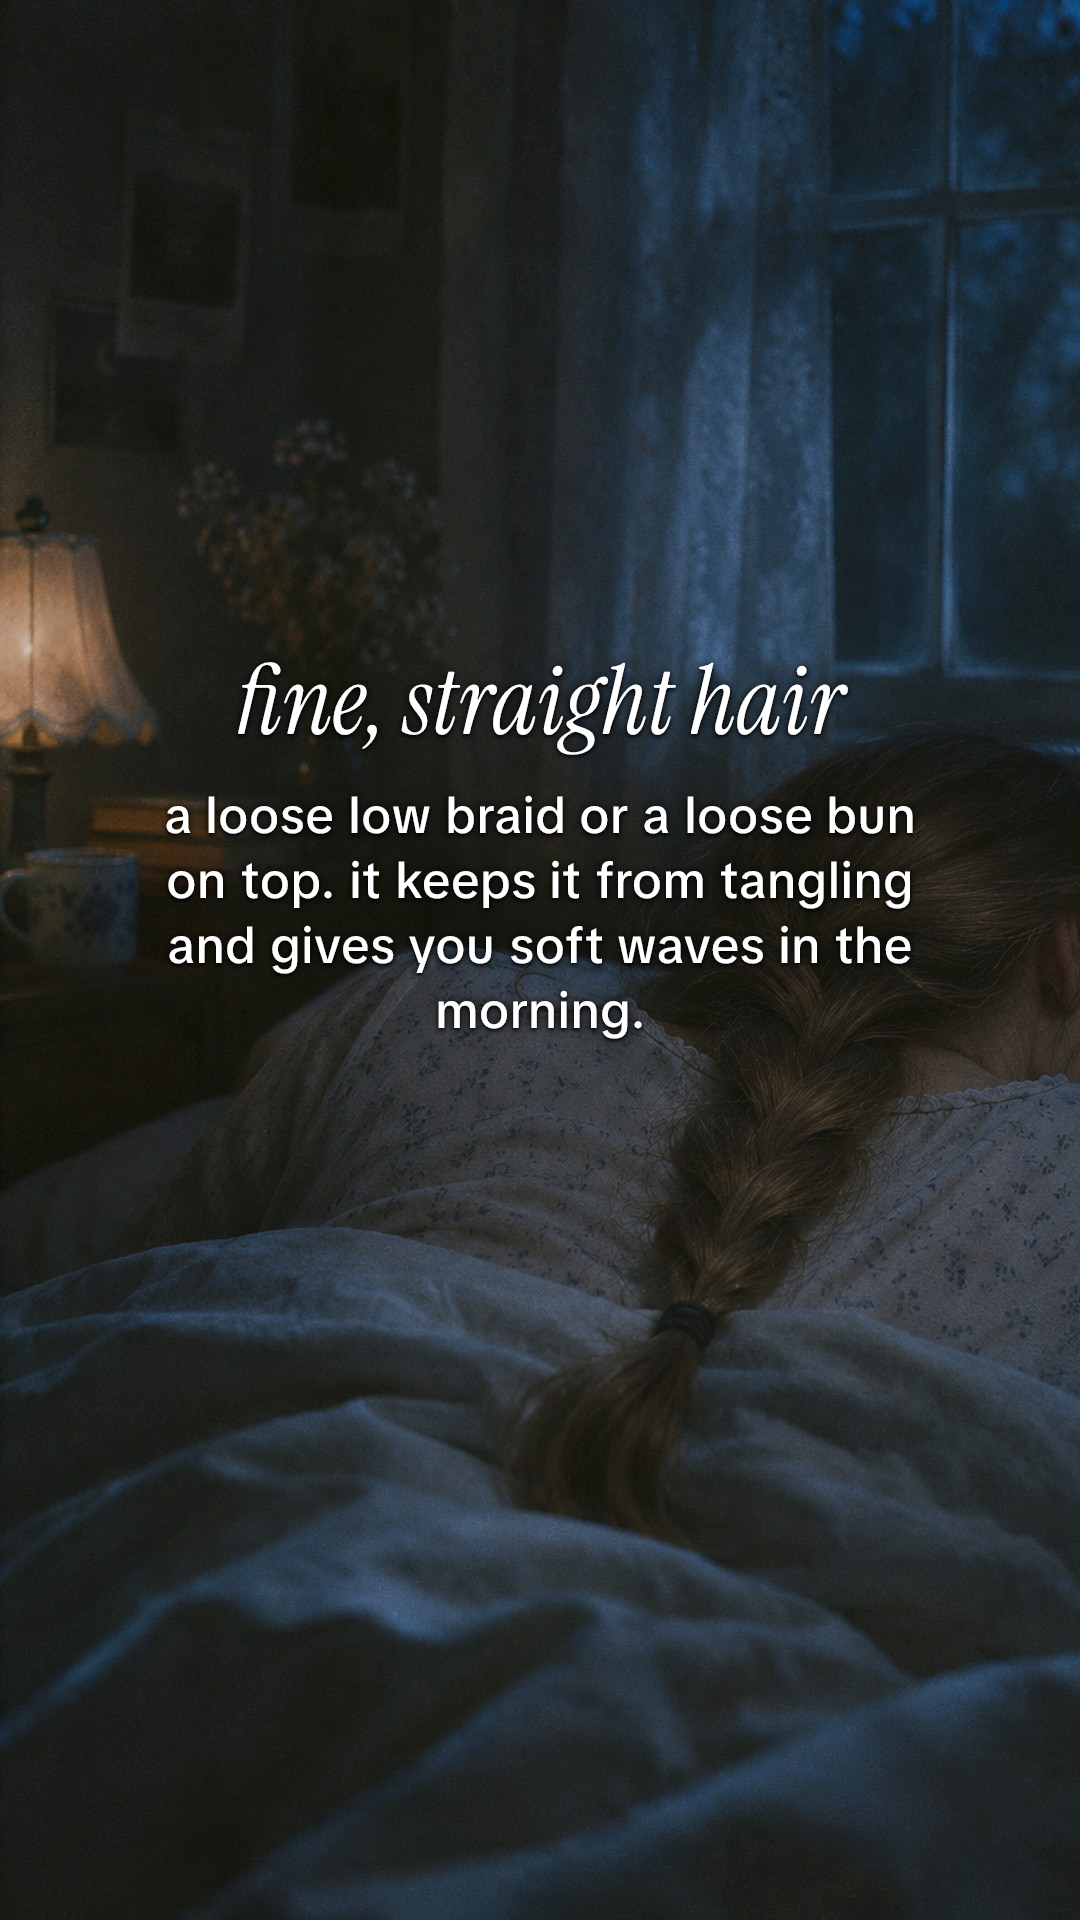 fine, straight hair
a loose low braid or a loose bun
on top. it keeps it from tangling
and gives you soft waves in the
morning.